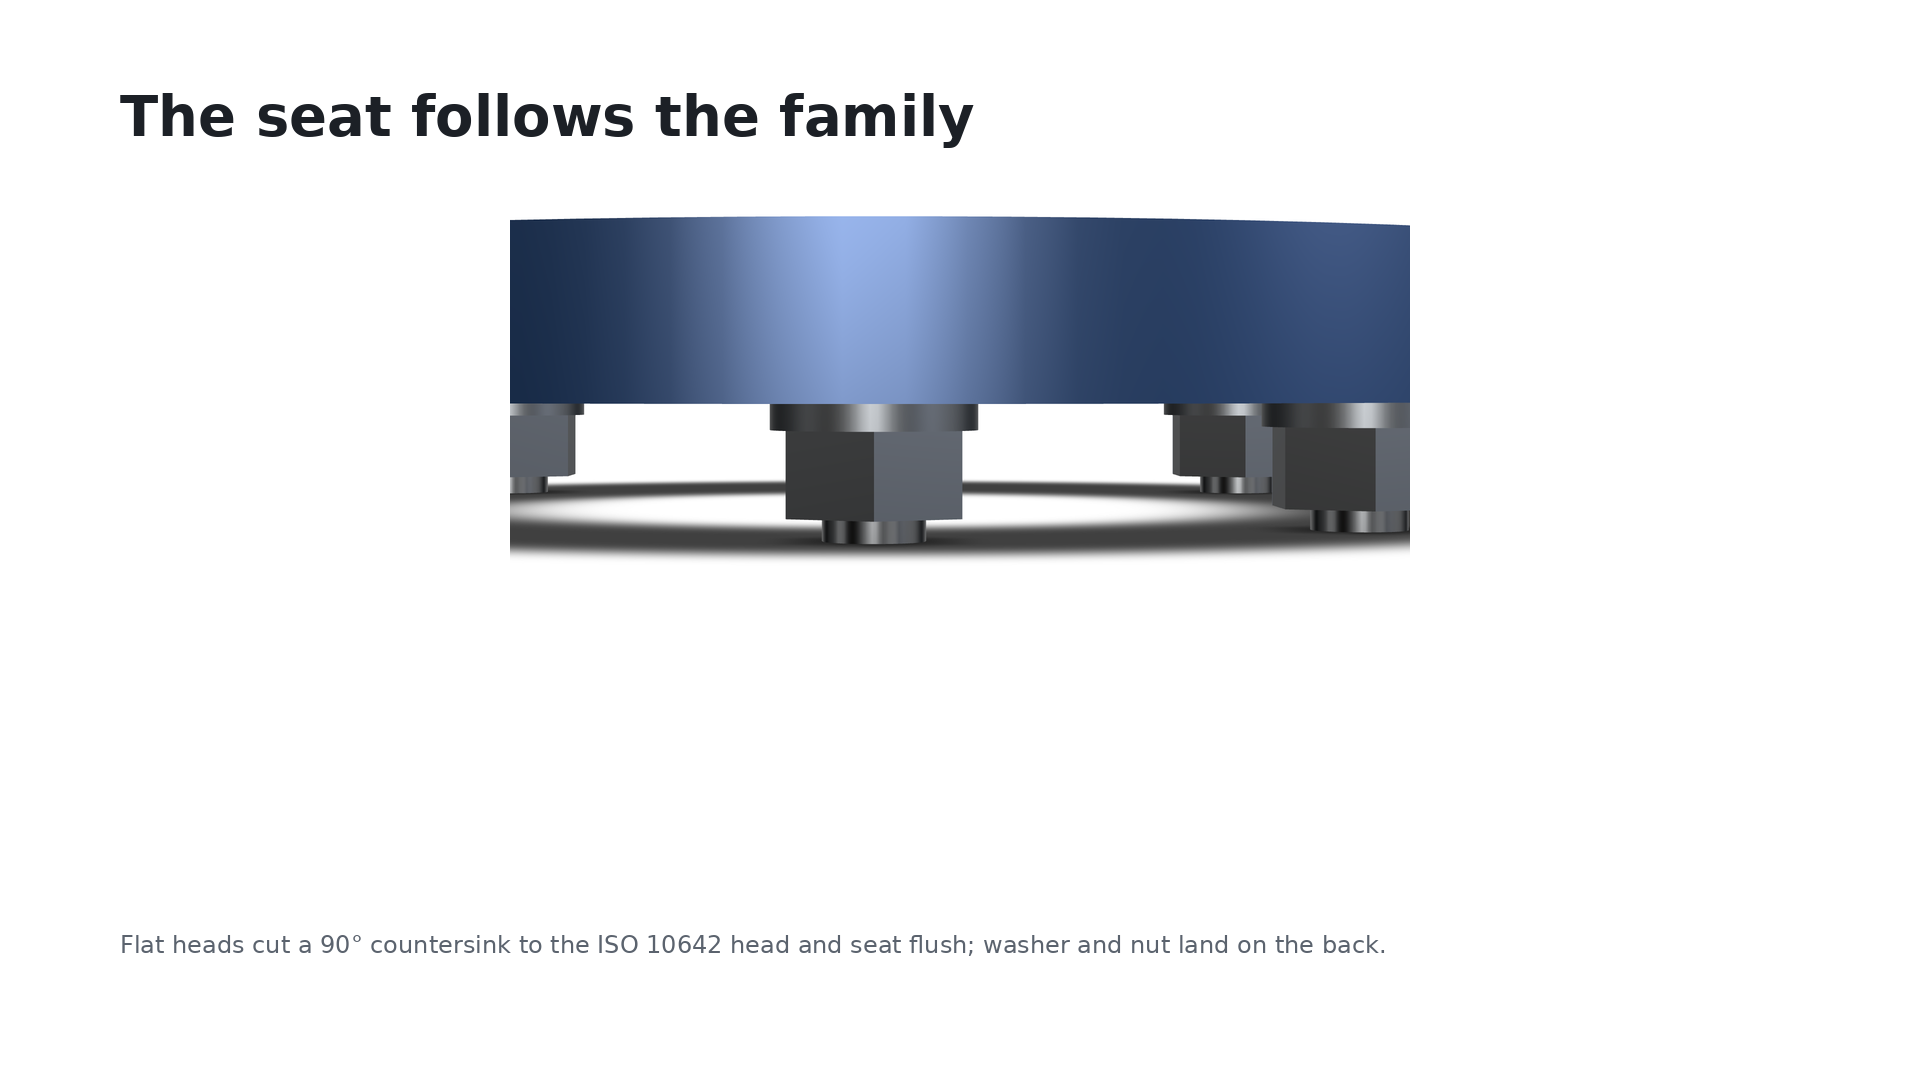 The seat follows the family
Flat heads cut a 90° countersink to the ISO 10642 head and seat flush; washer and nut land on the back.